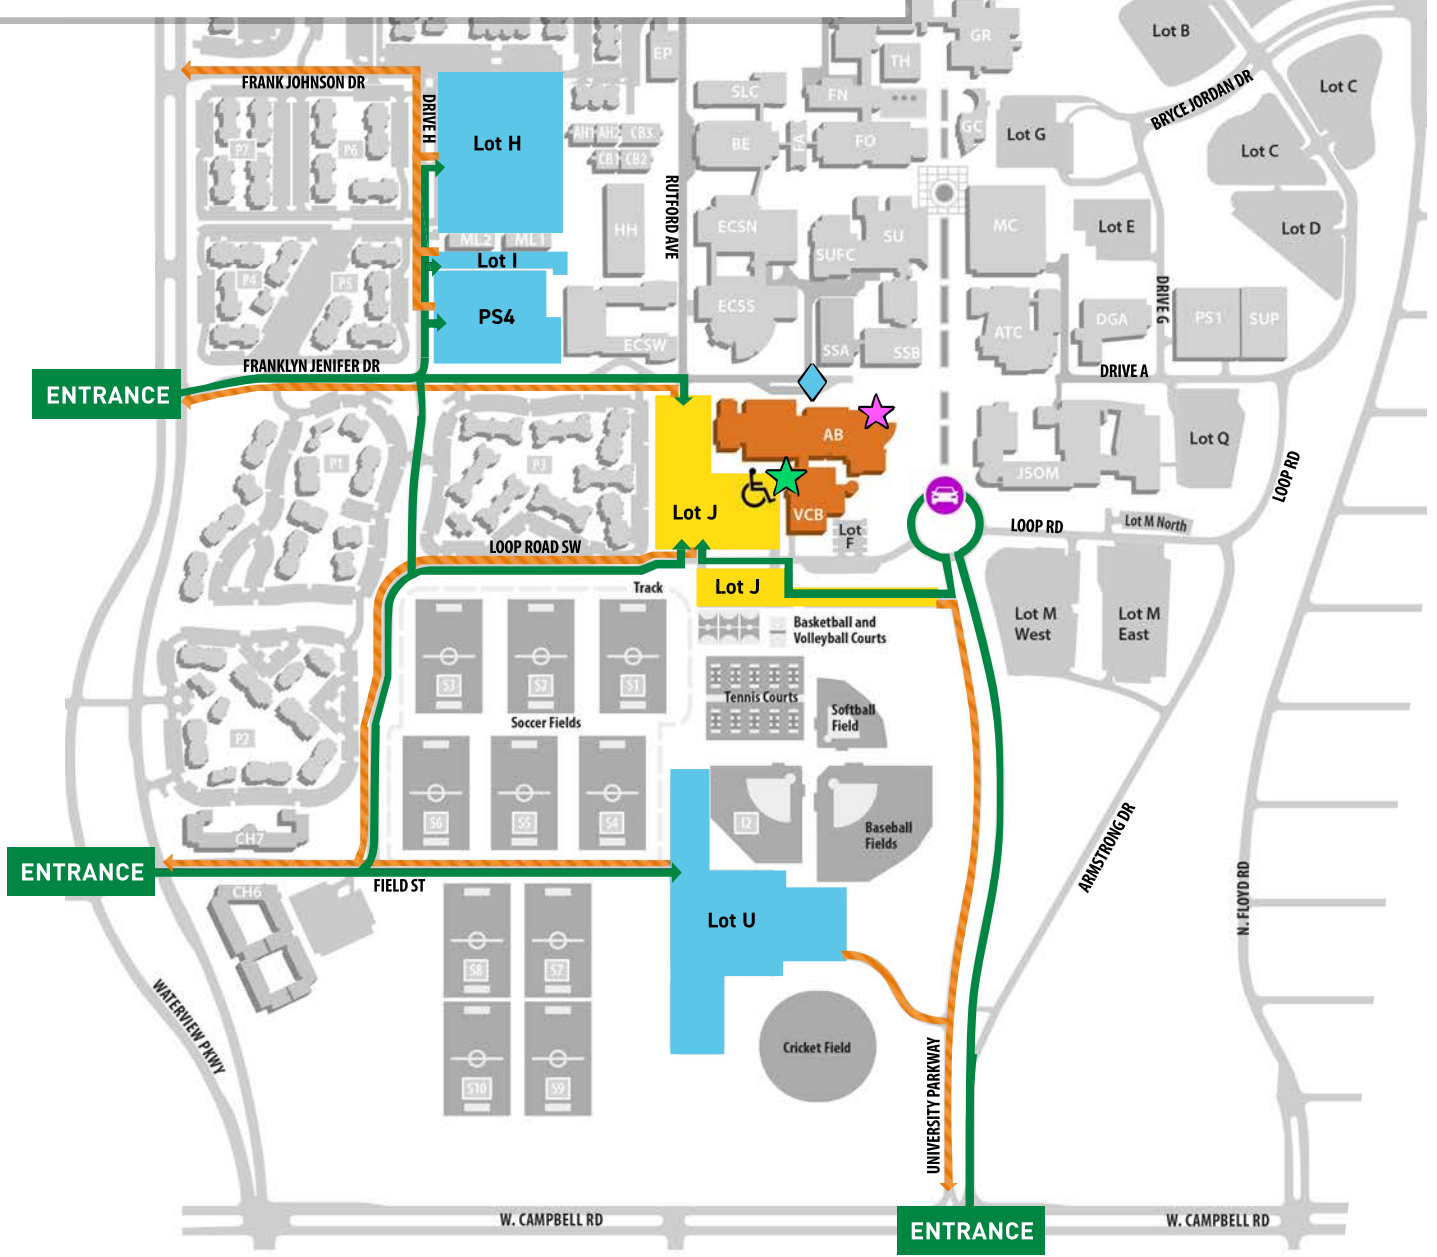 GR
Lot B
EP
TH
FRANK JOHNSON DR
BRYCE JORDAN DR
Lot C
SLC
FN
DRIVE H
Lot H
P7
P6
AH1
AH2
CB3
BE
FA
FO
GC
Lot G
Lot C
CB
CB2
RUTFORD AVE
HH
ECSN
SU
MC
Lot E
Lot D
ML2
ML1
SUFC
Lot I
P4
P5
ECSS
DRIVE G
PS4
ATC
DGA
PS1
SUP
ECSW
SSA
SSB
FRANKLYN JENIFER DR
DRIVE A
ENTRANCE
AB
Lot Q
P1
P3
JSOM
LOOP RD
Lot J
VCB
Lot
F
LOOP RD
Lot M North
LOOP ROAD SW
Track
Lot J
Basketball and
Volleyball Courts
Lot M
West
Lot M
East
S3
S2
S1
Tennis Courts
Softball
Field
Soccer Fields
P2
S6
S5
S4
T2
Baseball
Fields
CH7
ARMSTRONG DR
ENTRANCE
FIELD ST
CH6
Lot U
N. FLOYD RD
S8
S7
WATERVIEW PKWY
Cricket Field
S10
S9
UNIVERSITY PARKWAY
W. CAMPBELL RD
ENTRANCE
W. CAMPBELL RD